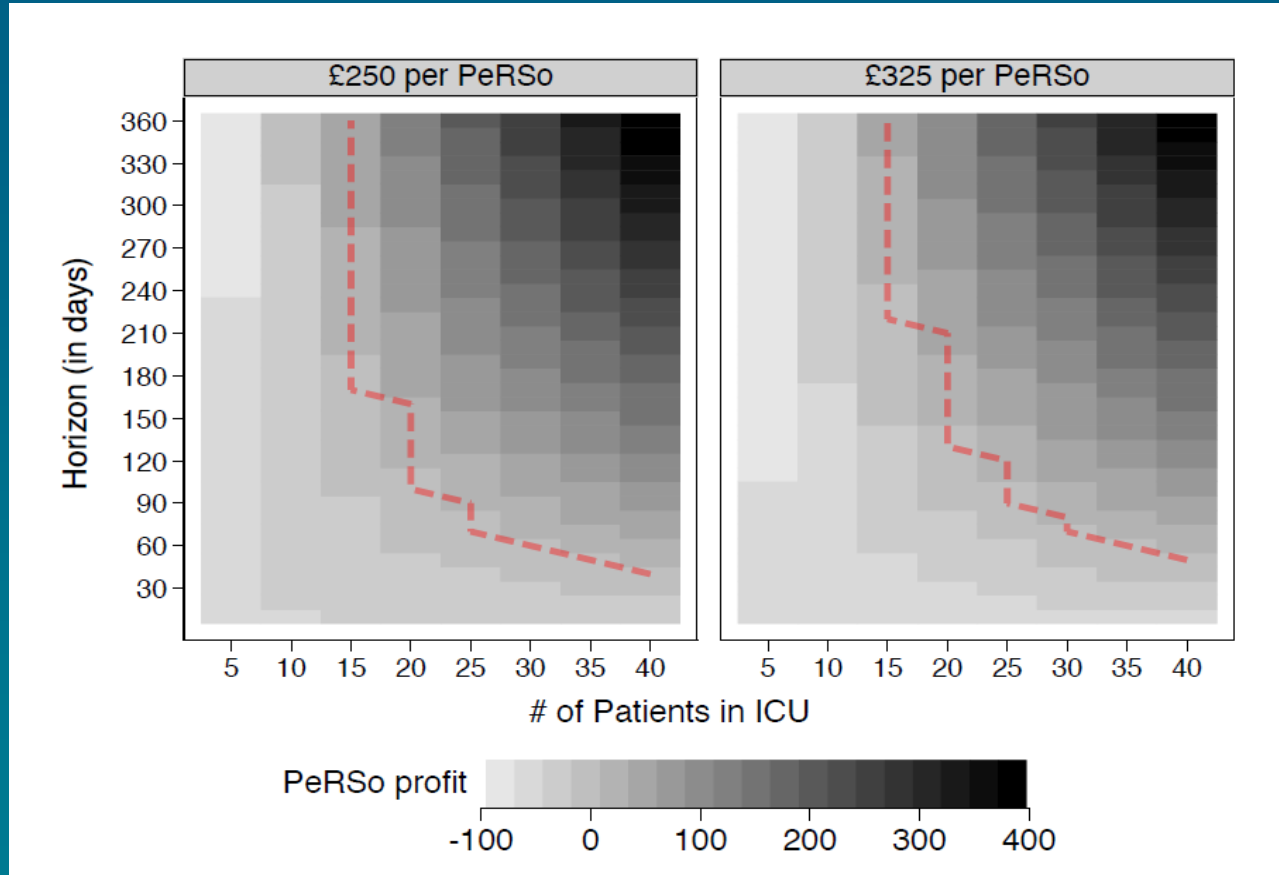 £250 per PeRSo
£325 per PeRSo
Horizon (in days)
360
330
300
270
240
210
180
150
120
90
60
30
5 10 15 20 25 30 35 40
5 10 15 20 25 30 35 40
# of Patients in ICU
PeRSo profit
-100 0 100 200 300 400